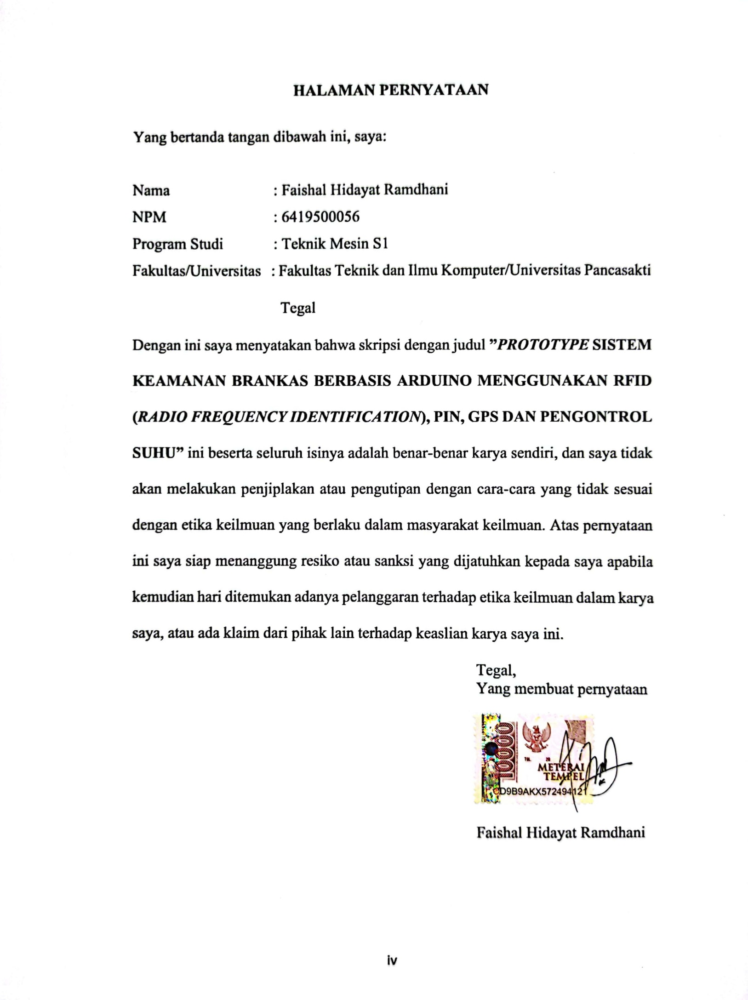 HALAMAN PERNYATAAN
Yang bertanda tangan dibawah ini, saya:
Nama : Faishal Hidayat Ramdhani
NPM : 6419500056
Program Studi : Teknik Mesin S1
Fakultas/Universitas : Fakultas Teknik dan Ilmu Komputer/Universitas Pancasakti
Tegal
Dengan ini saya menyatakan bahwa skripsi dengan judul ”PROTOTYPE SISTEM
KEAMANAN BRANKAS BERBASIS ARDUINO MENGGUNAKAN RFID
(RADIO FREQUENCY IDENTIFICATION), PIN, GPS DAN PENGONTROL
SUHU” ini beserta seluruh isinya adalah benar-benar karya sendiri, dan saya tidak
akan melakukan penjiplakan atau pengutipan dengan cara-cara yang tidak sesuai
dengan etika keilmuan yang berlaku dalam masyarakat keilmuan. Atas pernyataan
ini saya siap menanggung resiko atau sanksi yang dijatuhkan kepada saya apabila
kemudian hari ditemukan adanya pelanggaran terhadap etika keilmuan dalam karya
saya, atau ada klaim dari pihak lain terhadap keaslian karya saya ini.
Tegal,
Yang membuat pernyataan
10000
TGL 20
METERAI
TEMPEL
CD9B9AKX572494121
Faishal Hidayat Ramdhani
iv